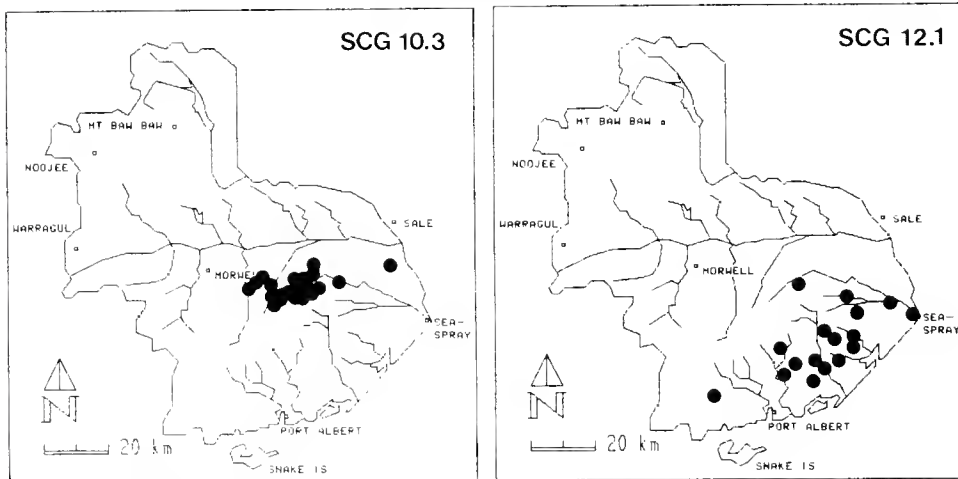 SCG 10.3
MT BAW BAW
NOOJEE
WARRAGUL
SALE
MORWELL
SEA-
SPRAY
N
PORT ALBERT
20 km
SNAKE IS
SCG 12.1
MT BAW BAW
NOOJEE
WARRAGUL
SALE
MORWELL
SEA-
SPRAY
N
PORT ALBERT
20 km
SNAKE IS